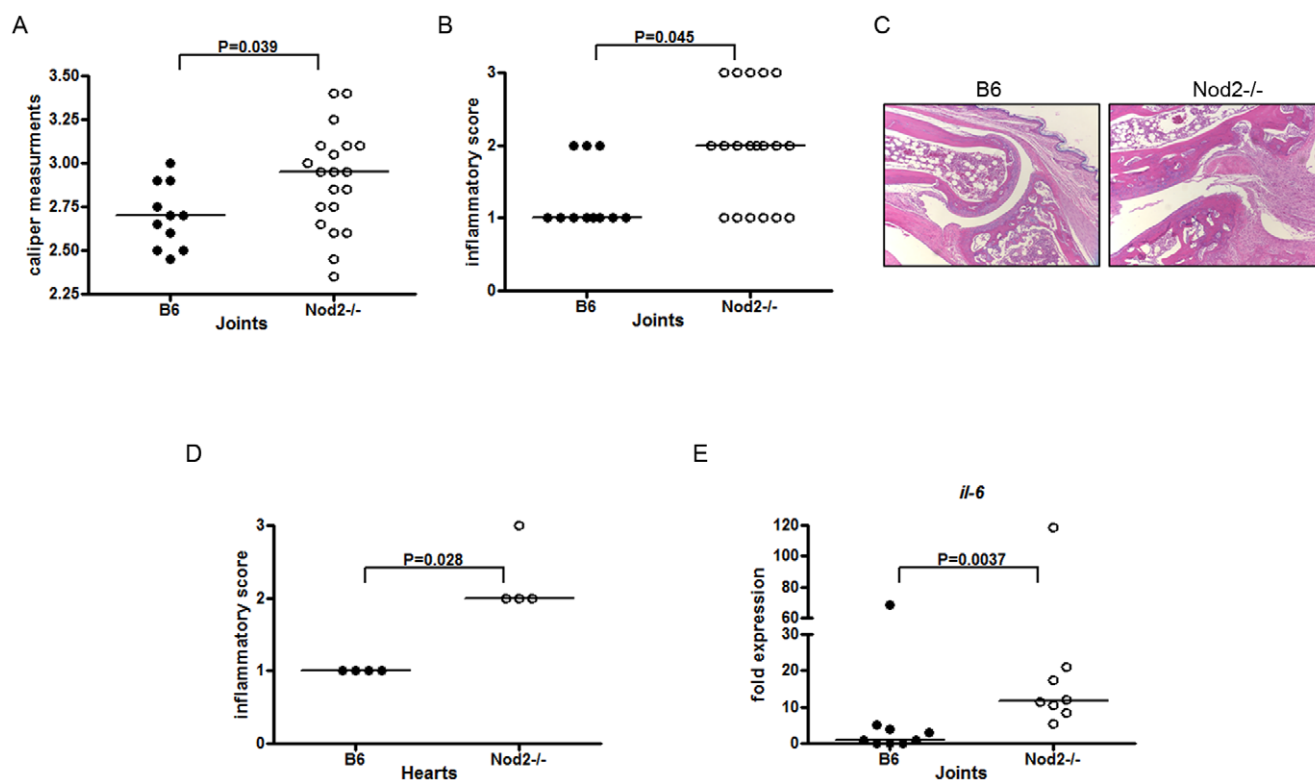 A
P=0.039
caliper measurments
3.50
3.25
3.00
2.75
2.50
2.25
B6
Nod2-/-
Joints
B
P=0.045
inflammatory score
3
2
1
0
B6
Nod2-/-
Joints
C
B6
Nod2-/-
D
P=0.028
inflammatory score
3
2
1
0
B6
Nod2-/-
Hearts
E
il-6
P=0.0037
fold expression
120
100
80
60
30
20
10
0
B6
Nod2-/-
Joints